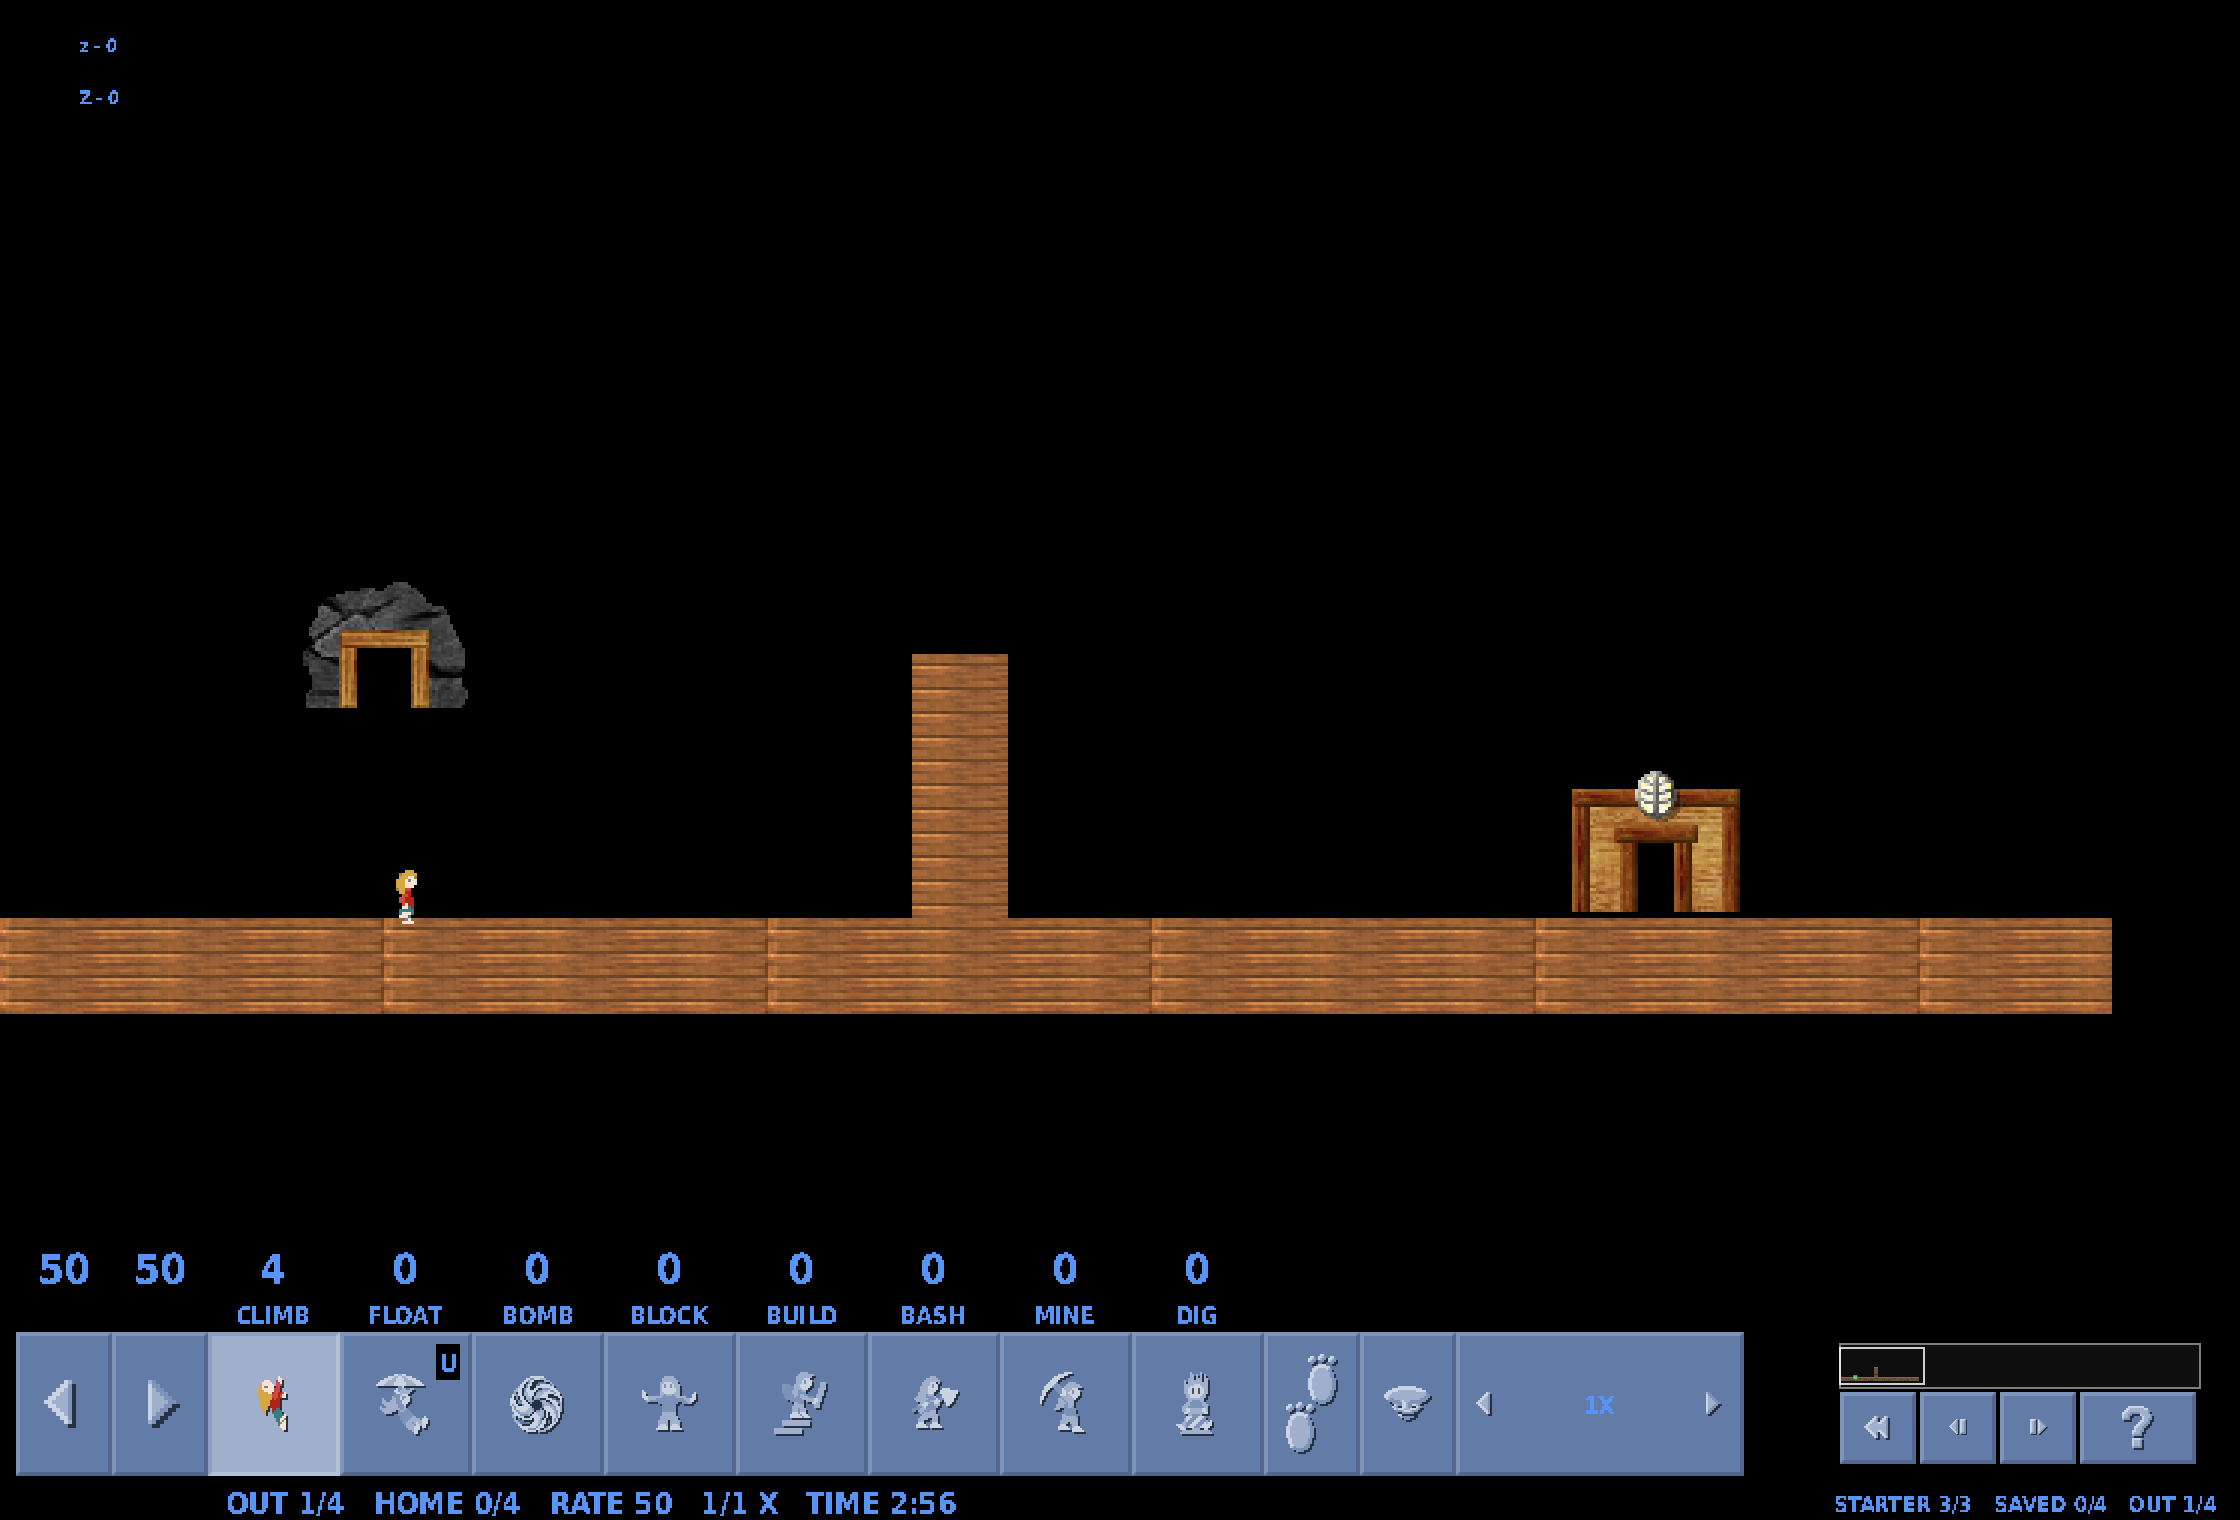 z-0
Z-0
50 50 4 0 0 0 0 0 0 0
CLIMB FLOAT BOMB BLOCK BUILD BASH MINE DIG
U
1X
?
OUT 1/4 HOME 0/4 RATE 50 1/1 X TIME 2:56
STARTER 3/3 SAVED 0/4 OUT 1/4